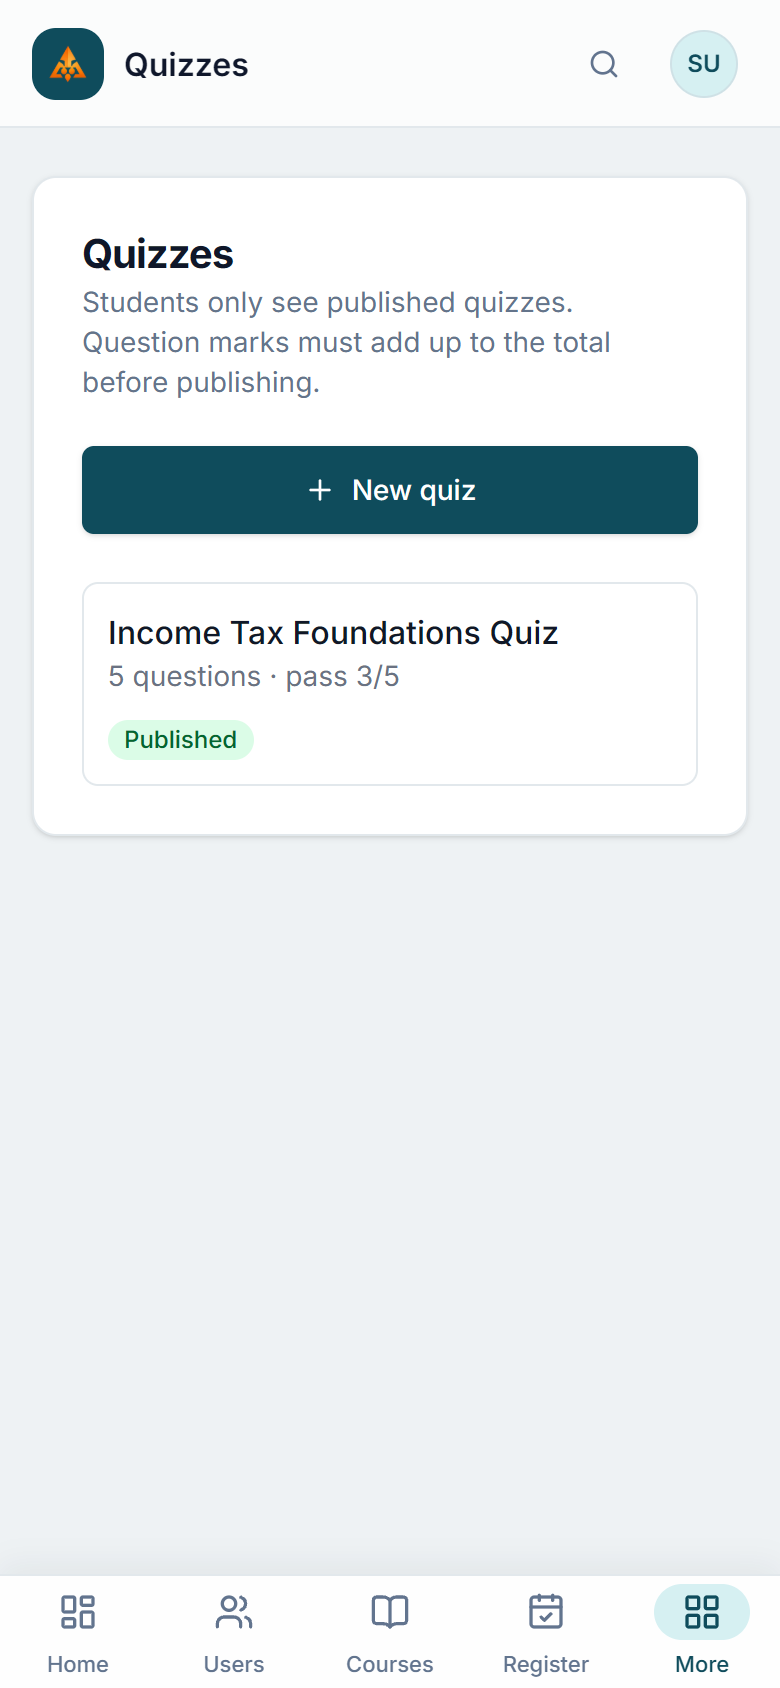 Quizzes
SU
Quizzes
Students only see published quizzes.
Question marks must add up to the total
before publishing.
New quiz
Income Tax Foundations Quiz
5 questions · pass 3/5
Published
Home
Users
Courses
Register
More